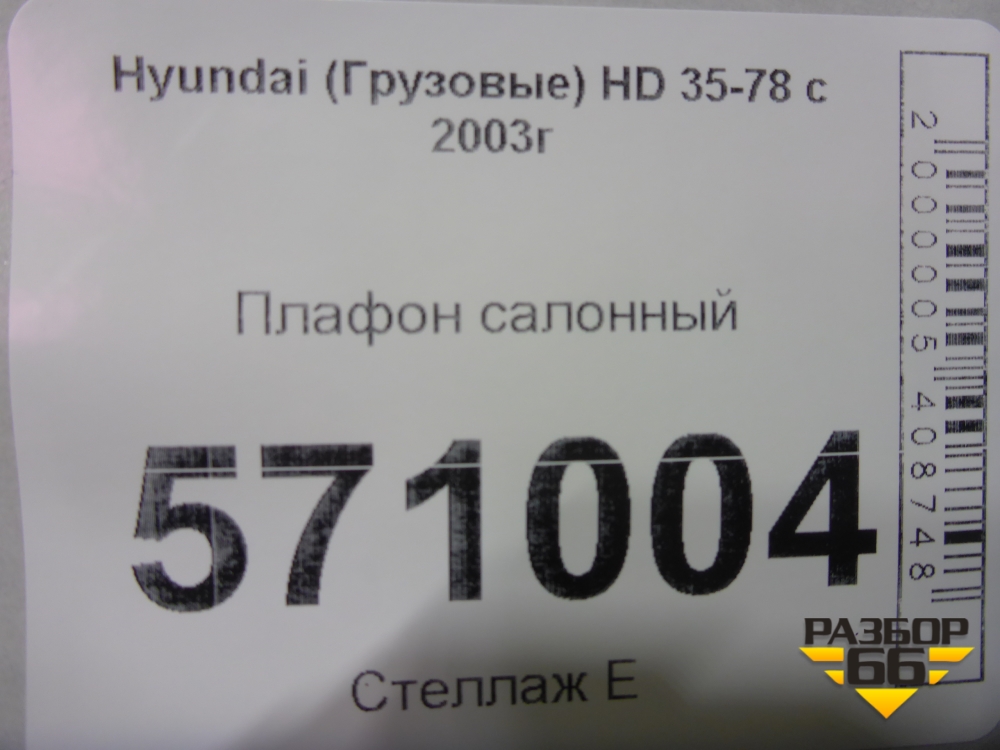 Hyundai (Грузовые) HD 35-78 с
2003г
Плафон салонный
571004
Стеллаж Е
2000005408748
РАЗБОР
66